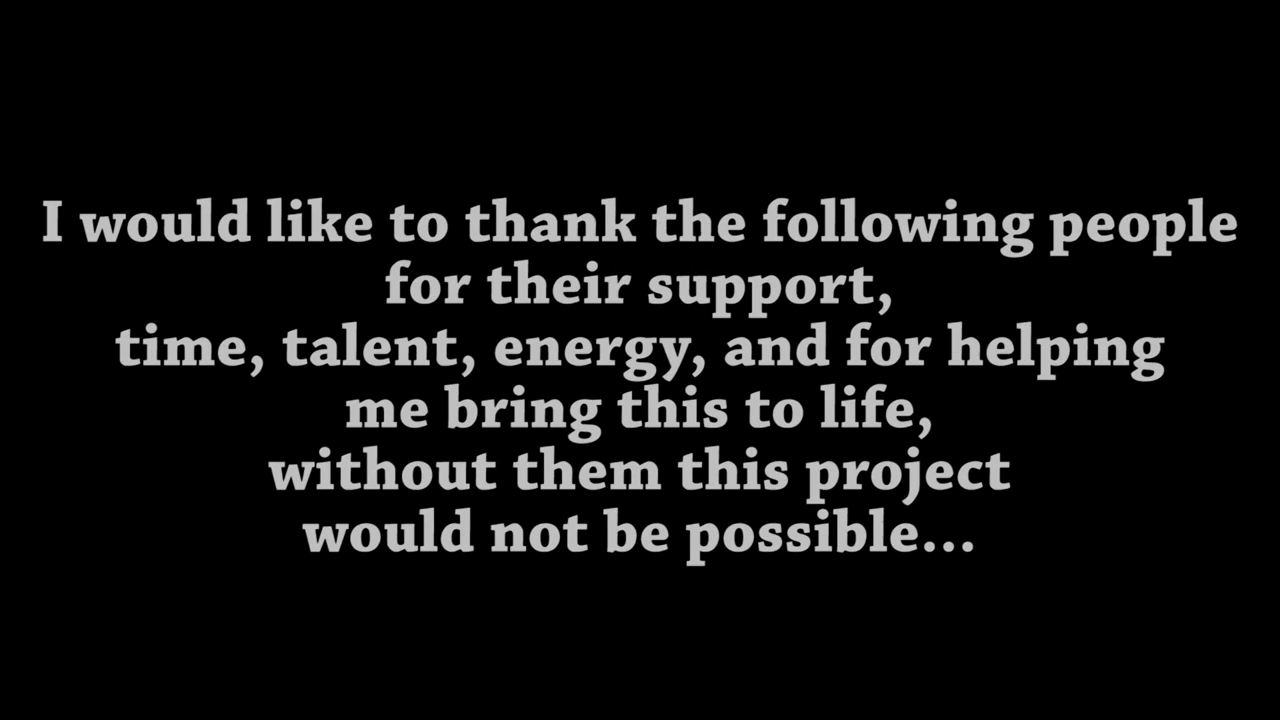 I would like to thank the following people
for their support,
time, talent, energy, and for helping
me bring this to life,
without them this project
would not be possible...